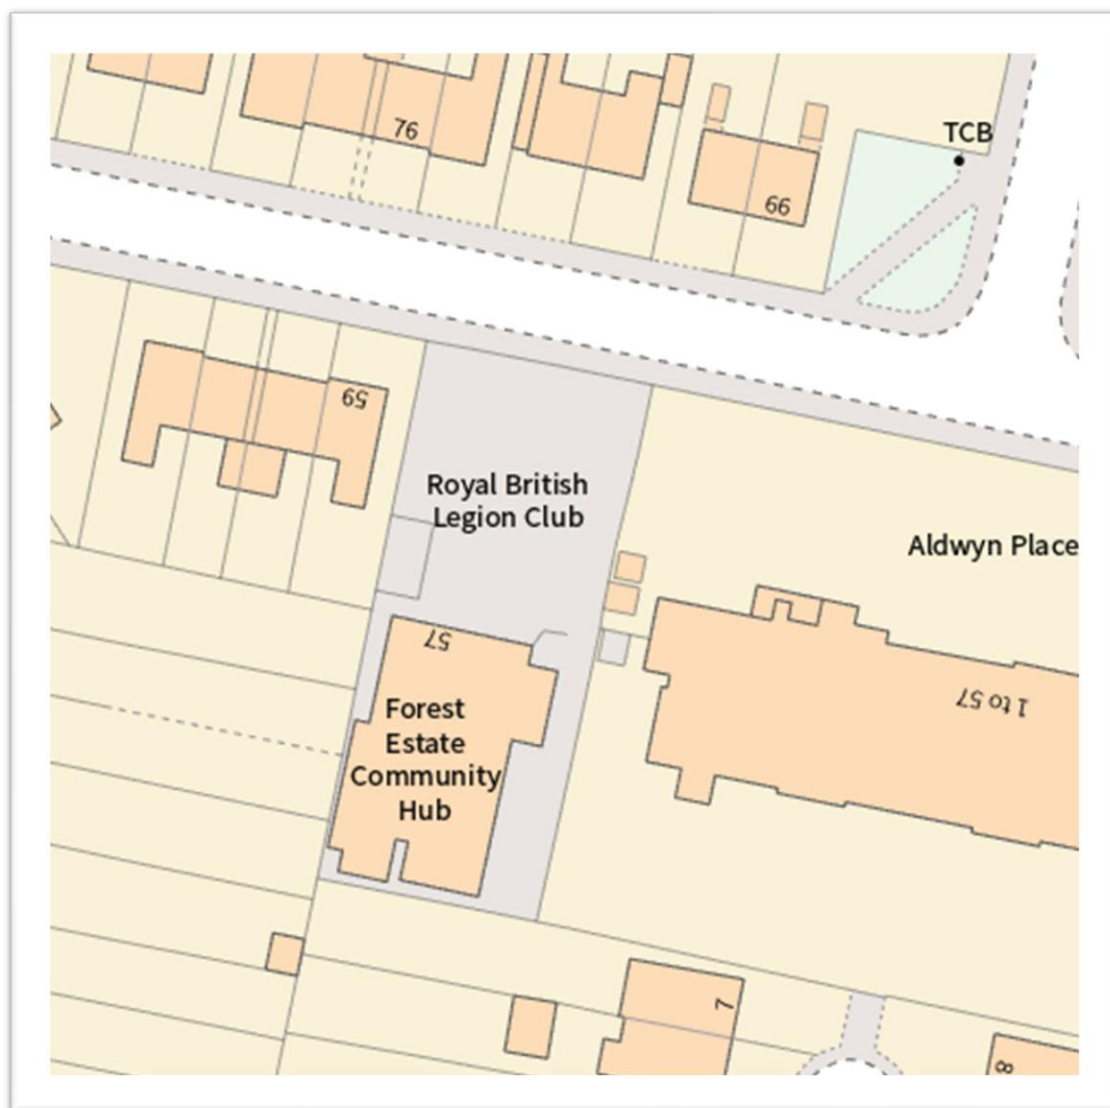 76
TCB
66
59
Royal British
Legion Club
Aldwyn Place
57
1 to 57
Forest
Estate
Community
Hub
7
8